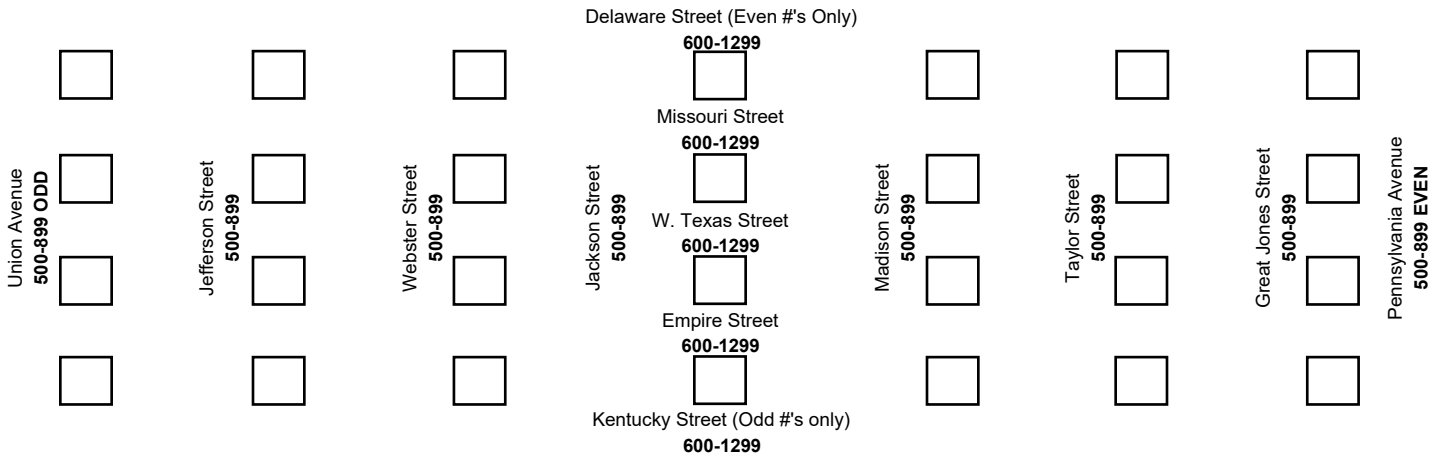 Delaware Street (Even #'s Only)
600-1299
Missouri Street
600-1299
Union Avenue
500-899 ODD
Jefferson Street
500-899
Webster Street
500-899
Jackson Street
500-899
W. Texas Street
600-1299
Madison Street
500-899
Taylor Street
500-899
Great Jones Street
500-899
Pennsylvania Avenue
500-899 EVEN
Empire Street
600-1299
Kentucky Street (Odd #'s only)
600-1299